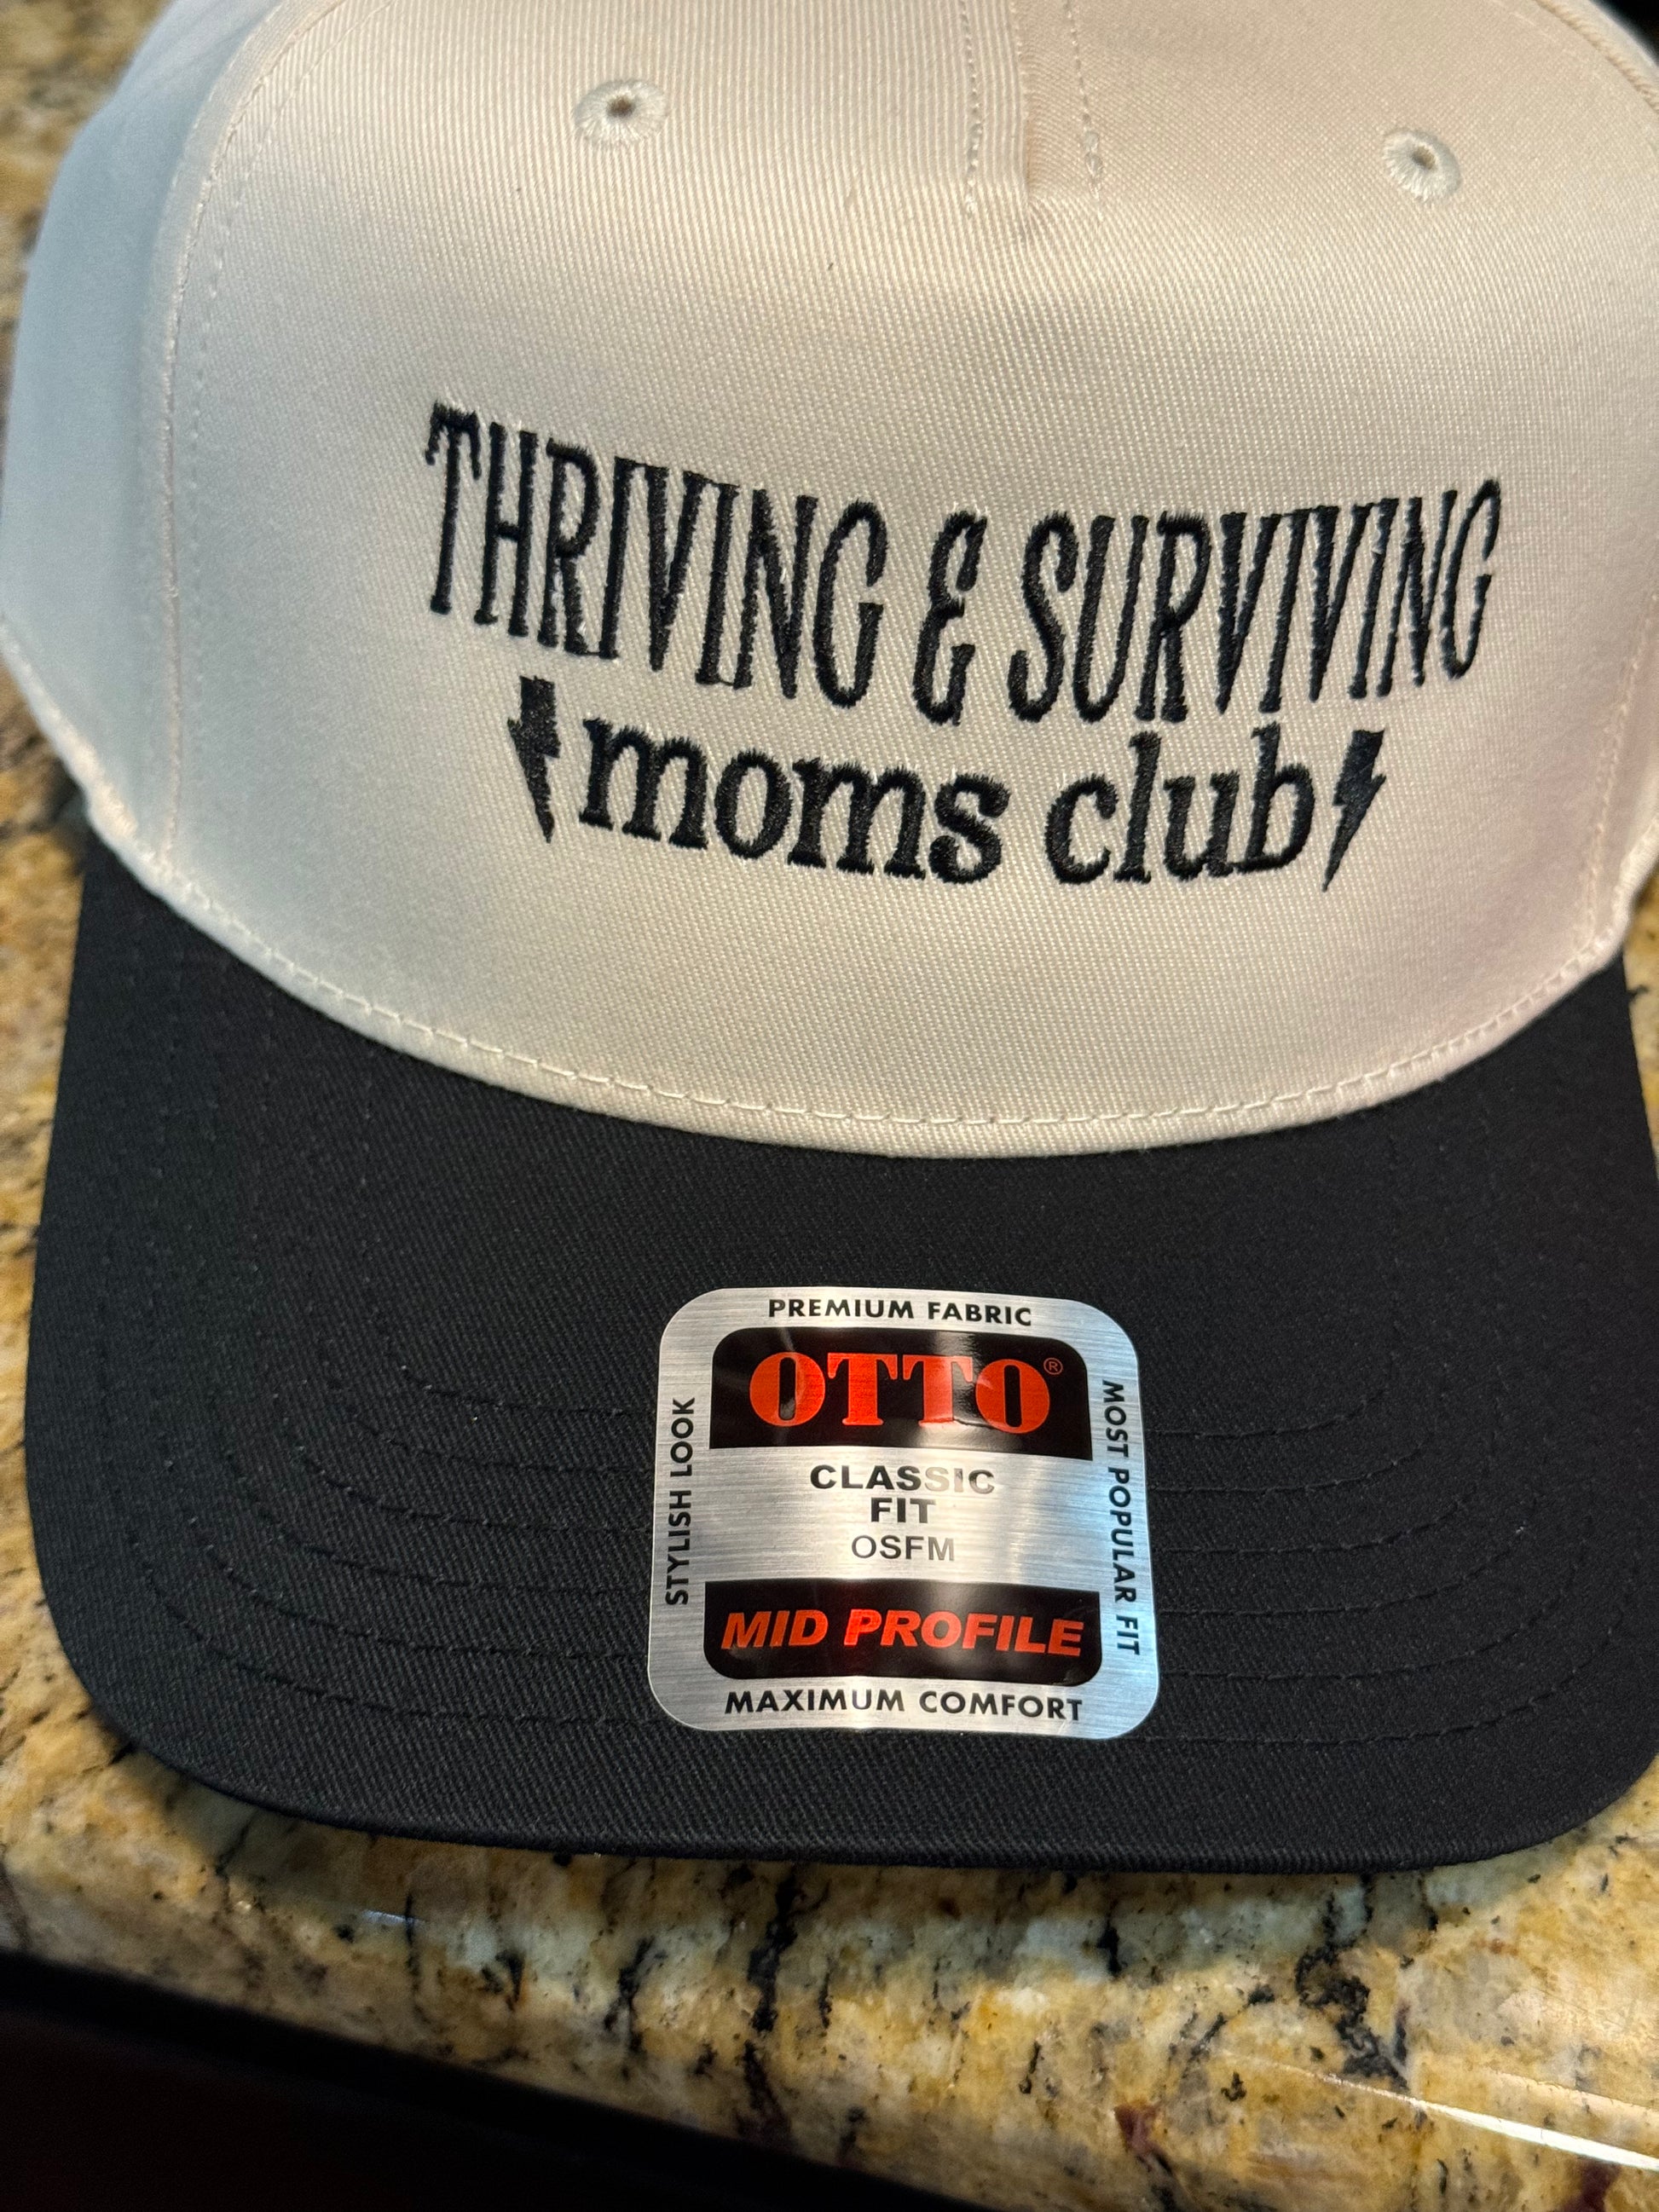 THRIVING & SURVIVING
moms club
PREMIUM FABRIC
OTTO®
STYLISH LOOK
MOST POPULAR FIT
CLASSIC
FIT
OSFM
MID PROFILE
MAXIMUM COMFORT